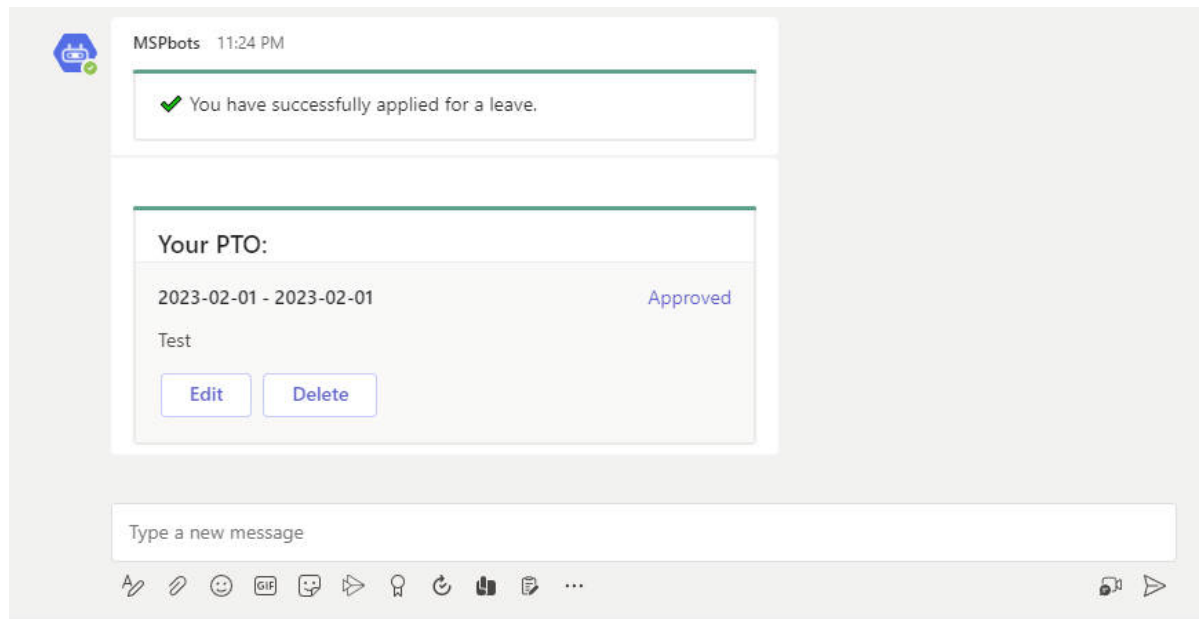 MSPbots 11:24 PM
You have successfully applied for a leave.
Your PTO:
2023-02-01 - 2023-02-01 Approved
Test
Edit Delete
Type a new message
GIF